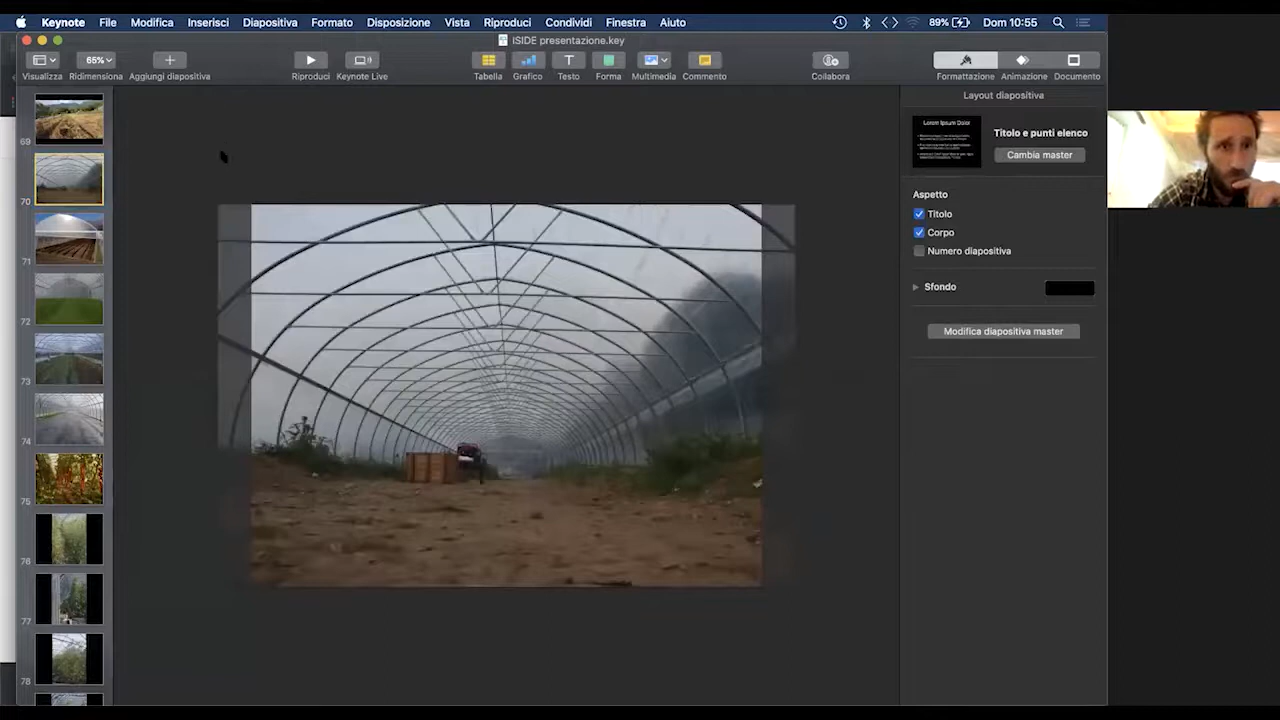 Keynote File Modifica Inserisci Diapositiva Formato Disposizione Vista Riproduci Condividi Finestra Aiuto 89% Dom 10:55
iSIDE presentazione.key
65%
Visualizza Ridimensiona Aggiungi diapositiva Riproduci Keynote Live Tabella Grafico Testo Forma Multimedia Commento Collabora Formattazione Animazione Documento
Layout diapositiva
Lorem Ipsum Dolor
Titolo e punti elenco
Cambia master
Aspetto
Titolo
Corpo
Numero diapositiva
Sfondo
Modifica diapositiva master
69
70
71
72
73
74
75
76
77
78